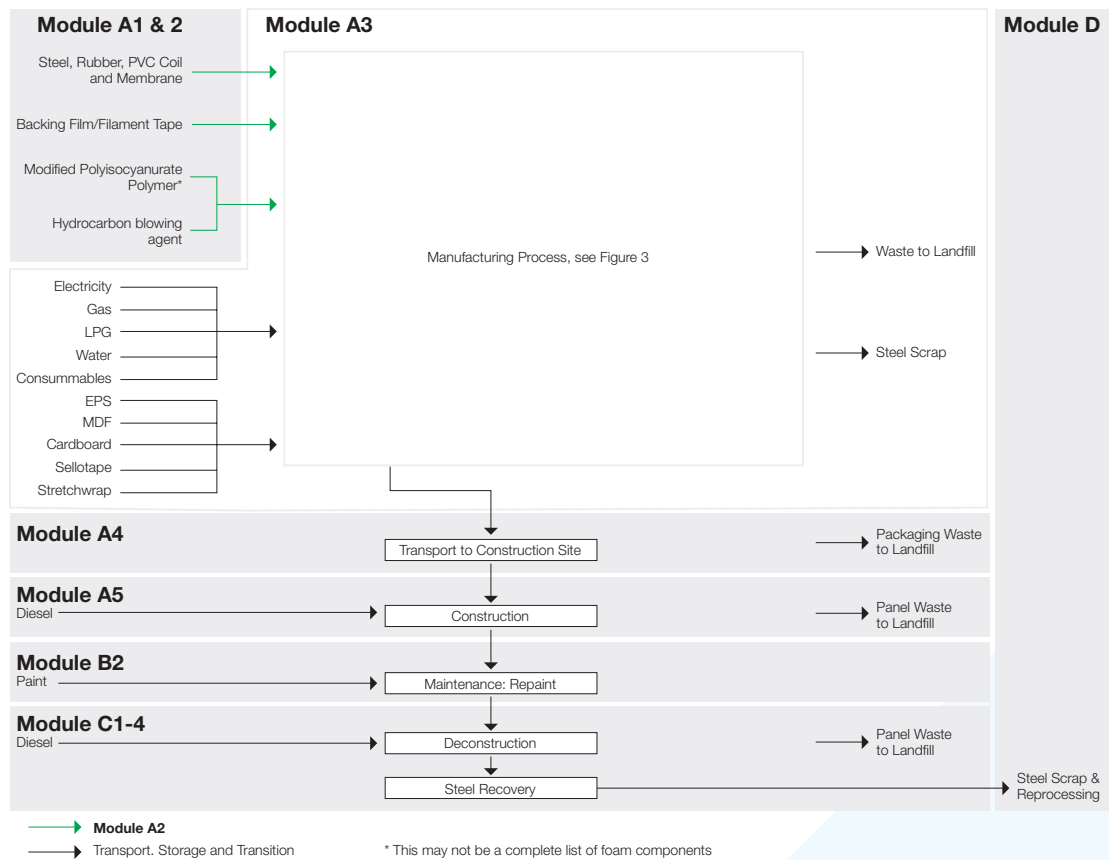 Module A1 & 2
Module A3
Module D
Steel, Rubber, PVC Coil
and Membrane
Backing Film/Filament Tape
Modified Polyisocyanurate
Polymer*
Hydrocarbon blowing
agent
Manufacturing Process, see Figure 3
Waste to Landfill
Steel Scrap
Electricity
Gas
LPG
Water
Consummables
EPS
MDF
Cardboard
Sellotape
Stretchwrap
Module A4
Transport to Construction Site
Packaging Waste
to Landfill
Module A5
Diesel
Construction
Panel Waste
to Landfill
Module B2
Paint
Maintenance: Repaint
Module C1-4
Diesel
Deconstruction
Panel Waste
to Landfill
Steel Recovery
Steel Scrap &
Reprocessing
Module A2
Transport. Storage and Transition
* This may not be a complete list of foam components